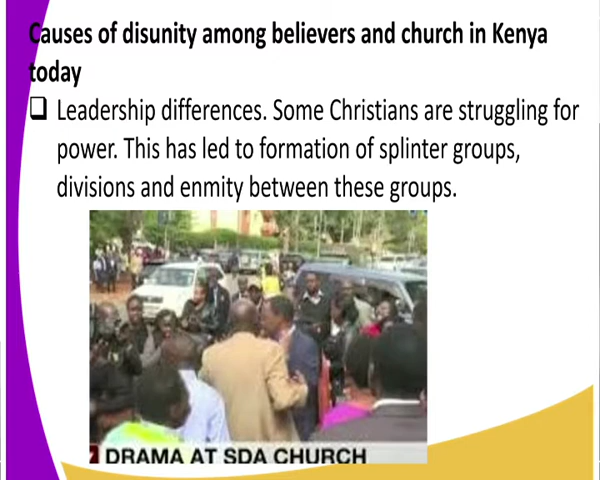 Causes of disunity among believers and church in Kenya
today
Leadership differences. Some Christians are struggling for
power. This has led to formation of splinter groups,
divisions and enmity between these groups.
DRAMA AT SDA CHURCH